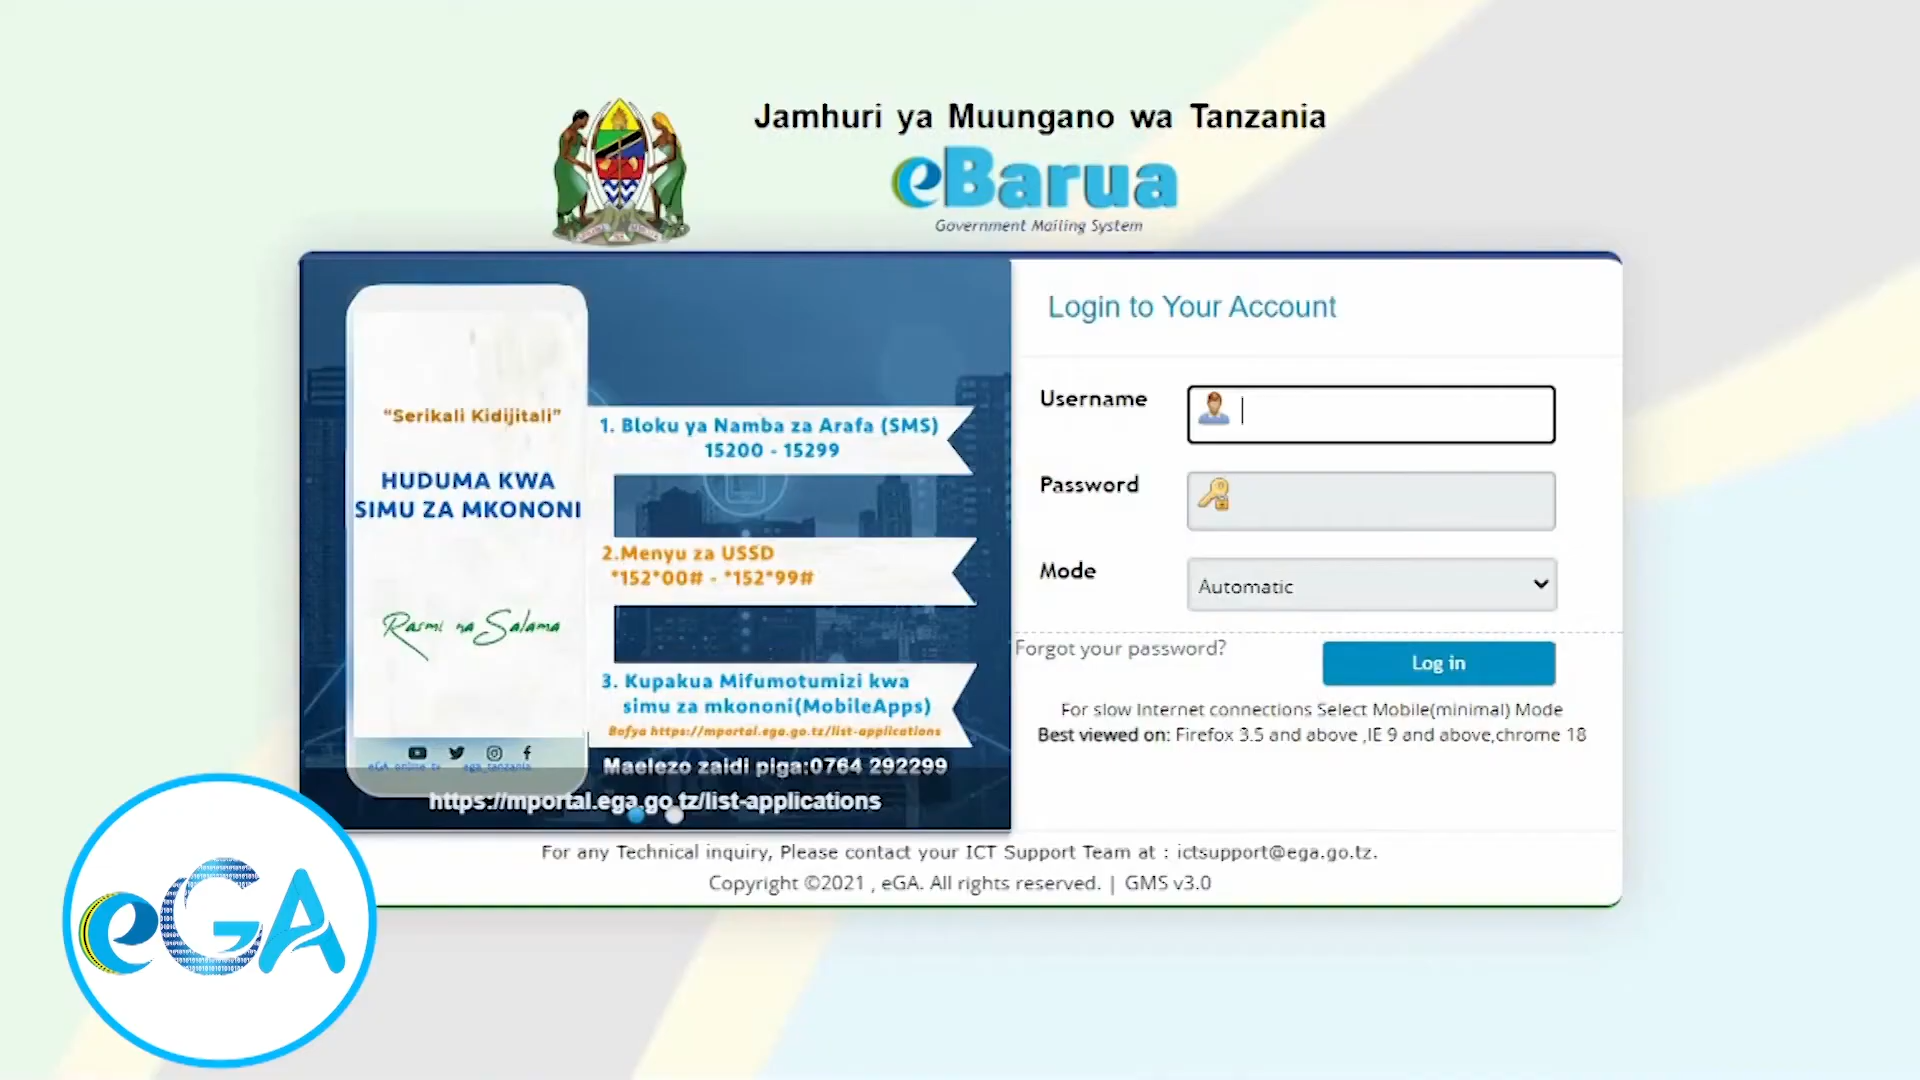 Jamhuri ya Muungano wa Tanzania
eBarua
Government Mailing System
"Serikali Kidijitali"
HUDUMA KWA
SIMU ZA MKONONI
Rasmi na Salama
eGA online tv ega_tanzania
1. Bloku ya Namba za Arafa (SMS)
15200 - 15299
2.Menyu za USSD
*152*00# - *152*99#
3. Kupakua Mifumotumizi kwa
simu za mkononi(MobileApps)
Bofya https://mportal.ega.go.tz/list-applications
Maelezo zaidi piga:0764 292299
https://mportal.ega.go.tz/list-applications
Login to Your Account
Username
Password
Mode
Automatic
Forgot your password?
Log in
For slow Internet connections Select Mobile(minimal) Mode
Best viewed on: Firefox 3.5 and above ,IE 9 and above,chrome 18
For any Technical inquiry, Please contact your ICT Support Team at : ictsupport@ega.go.tz.
Copyright ©2021 , eGA. All rights reserved. | GMS v3.0
eGA